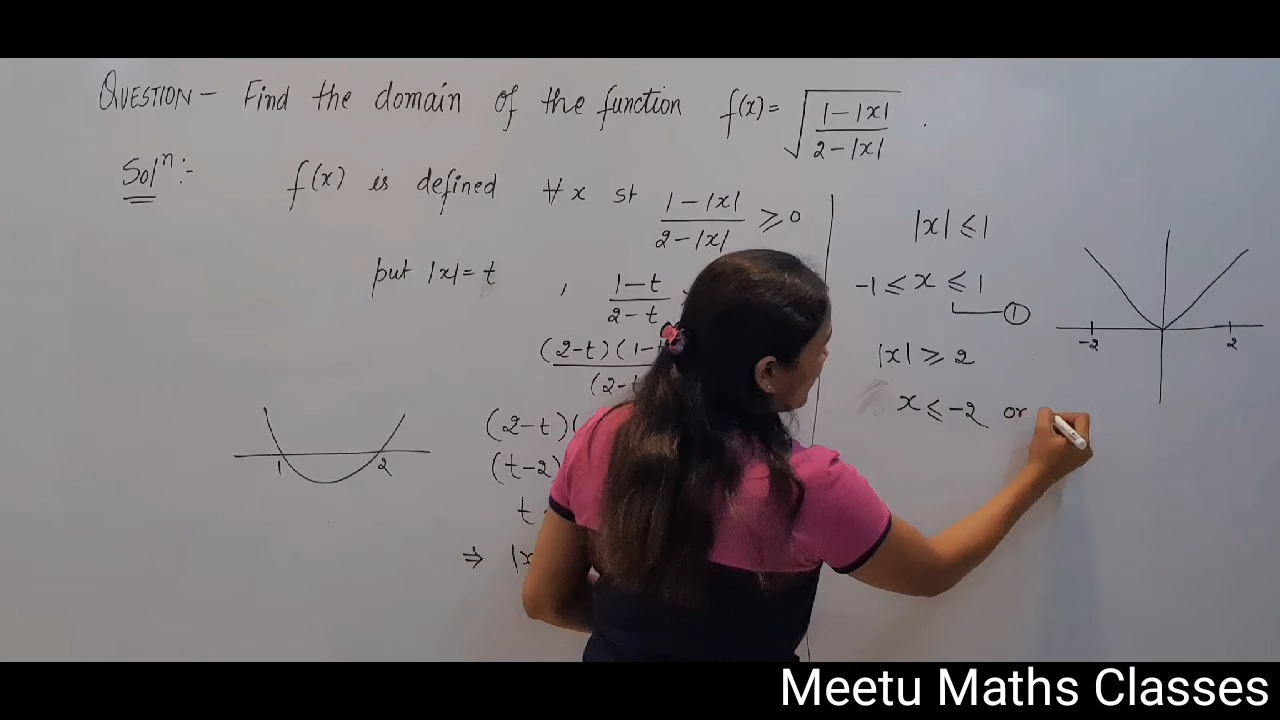 QUESTION - Find the domain of the function f(x) = √((1-|x|)/(2-|x|)) .
Solⁿ:- f(x) is defined ∀ x st (1-|x|)/(2-|x|) ≥ 0
put |x| = t , (1-t)/(2-t)
(2-t)(1-t
(2-t
(2-t)(
(t-2)
t
⇒ |x
1 2
|x| ≤ 1
-1 ≤ x ≤ 1
①
|x| ≥ 2
x ≤ -2 or
-2 2
Meetu Maths Classes